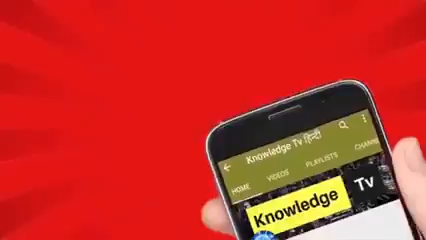 Knowledge Tv हिन्दी
HOME VIDEOS PLAYLISTS CHANN
Knowledge Tv